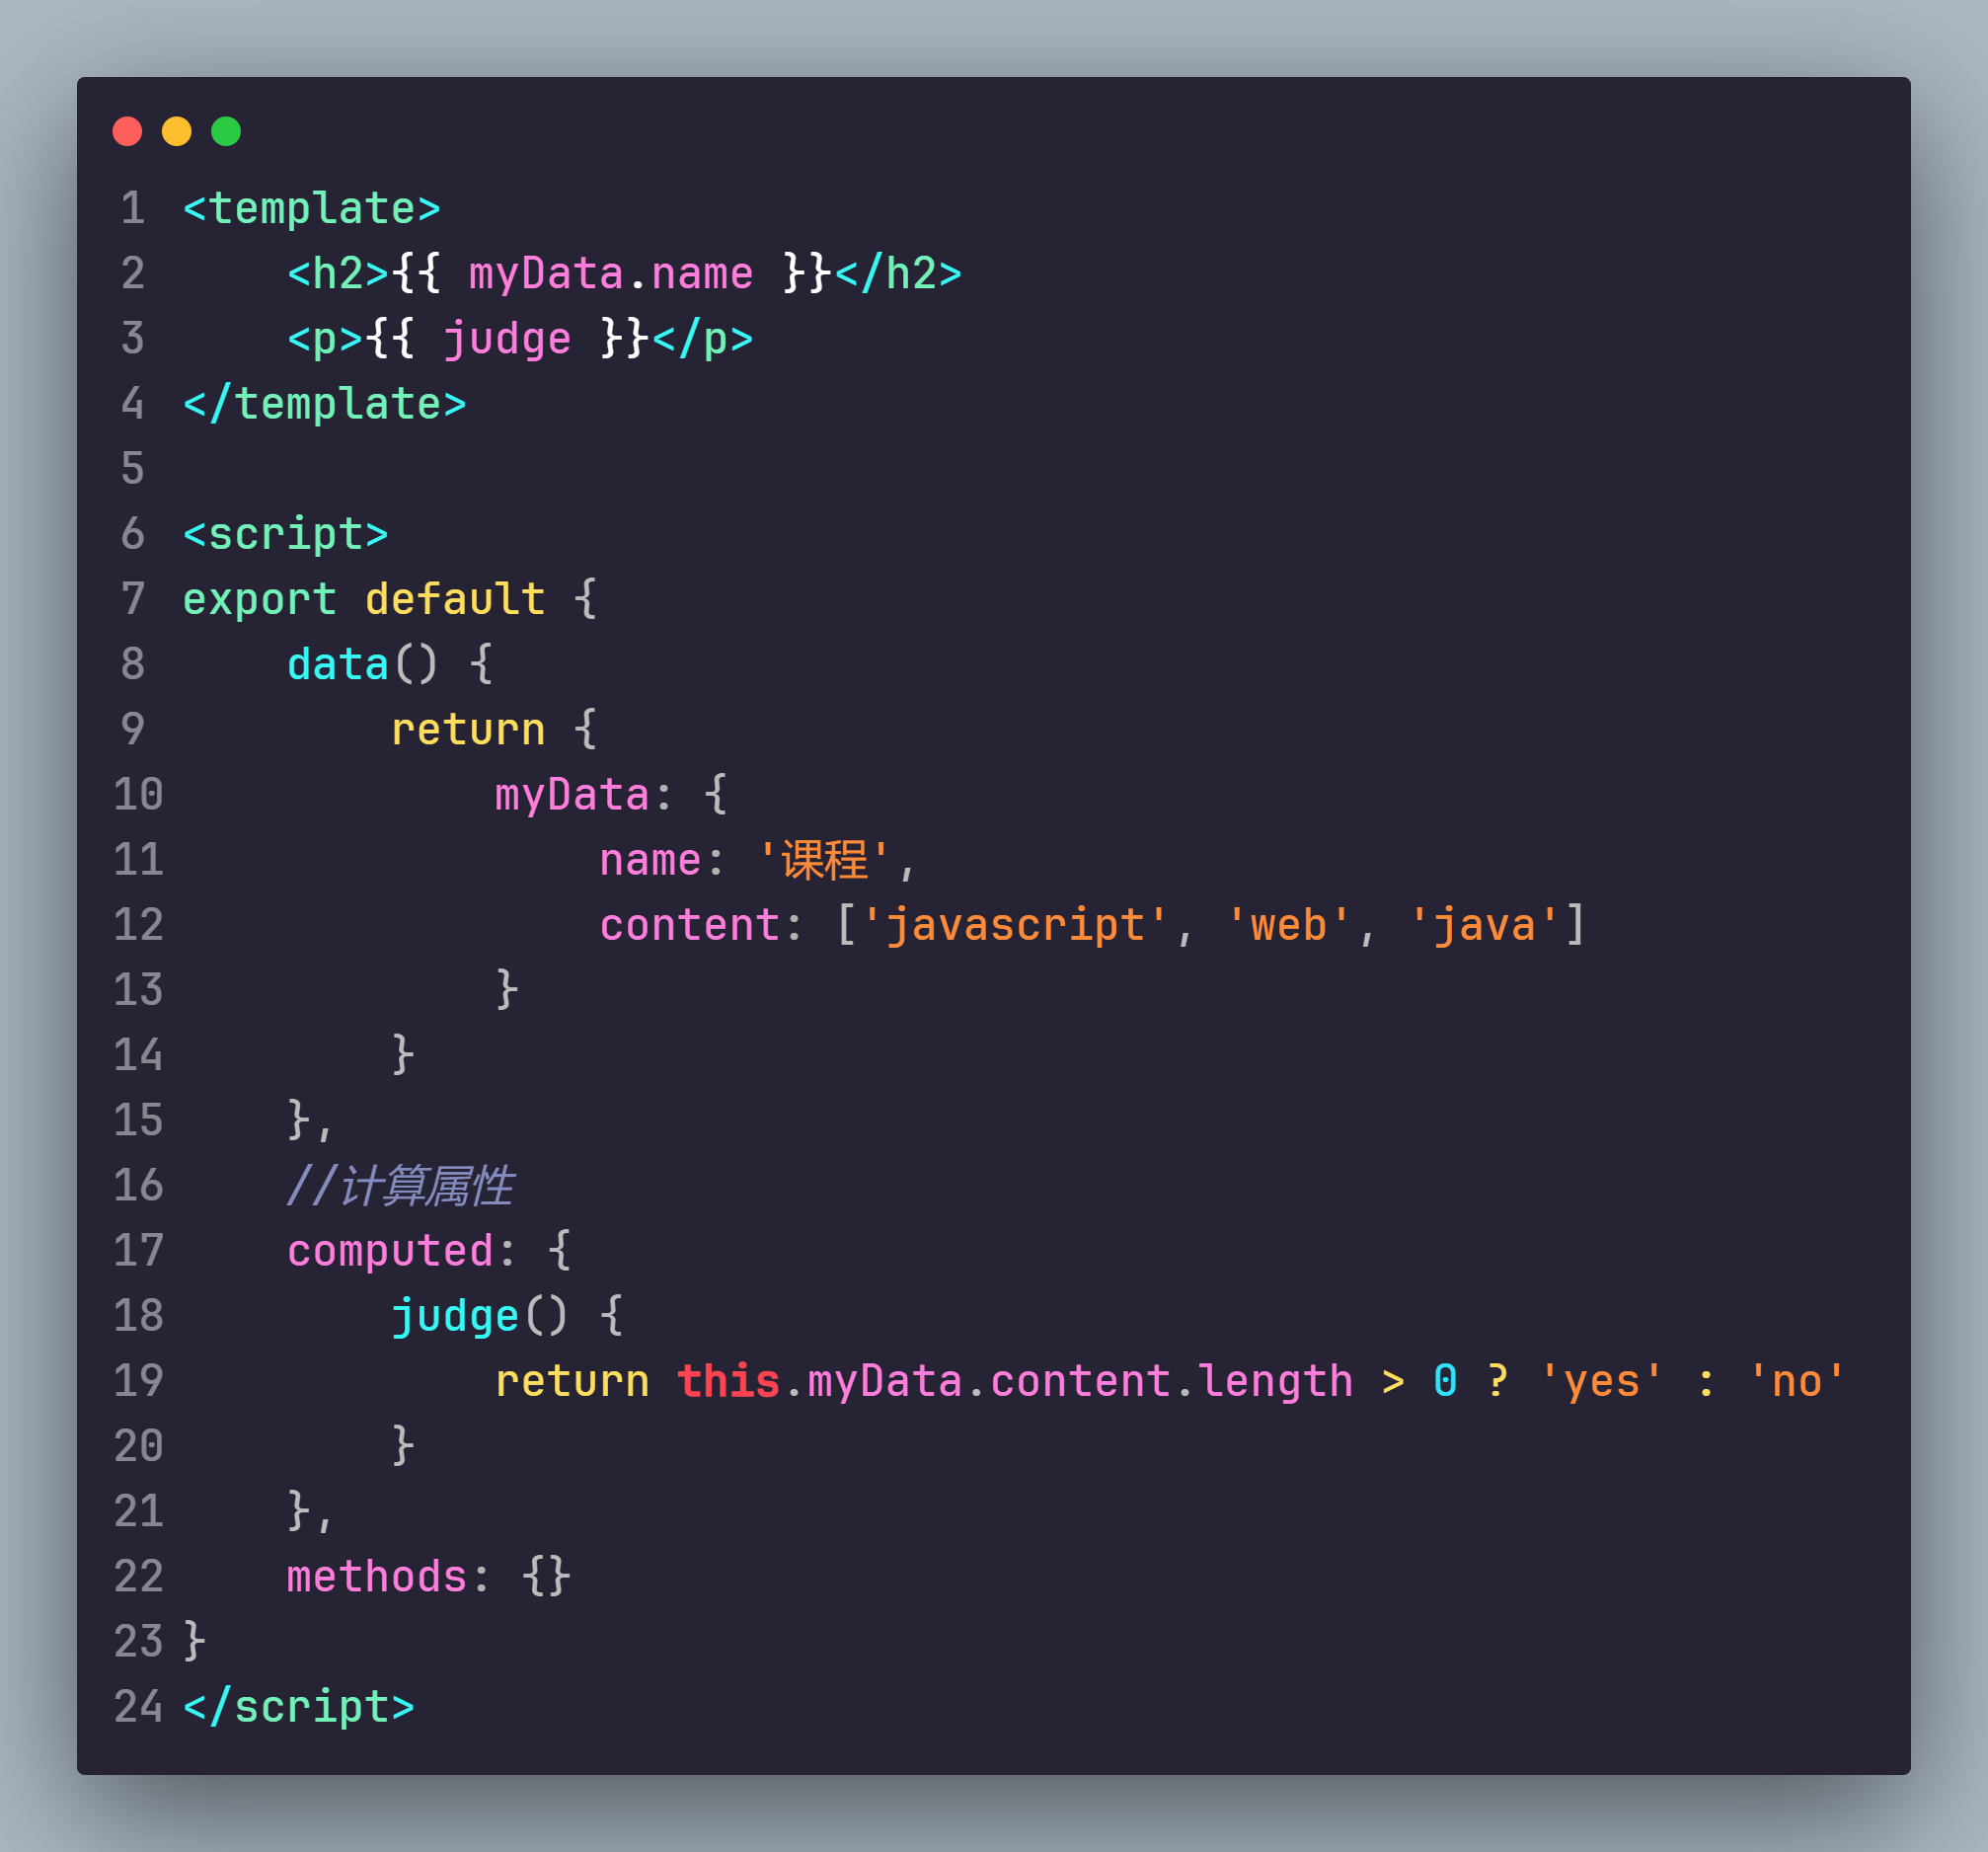 1 <template>
2     <h2>{{ myData.name }}</h2>
3     <p>{{ judge }}</p>
4 </template>
5
6 <script>
7 export default {
8     data() {
9         return {
10             myData: {
11                 name: '课程',
12                 content: ['javascript', 'web', 'java']
13             }
14         }
15     },
16     //计算属性
17     computed: {
18         judge() {
19             return this.myData.content.length > 0 ? 'yes' : 'no'
20         }
21     },
22     methods: {}
23 }
24 </script>